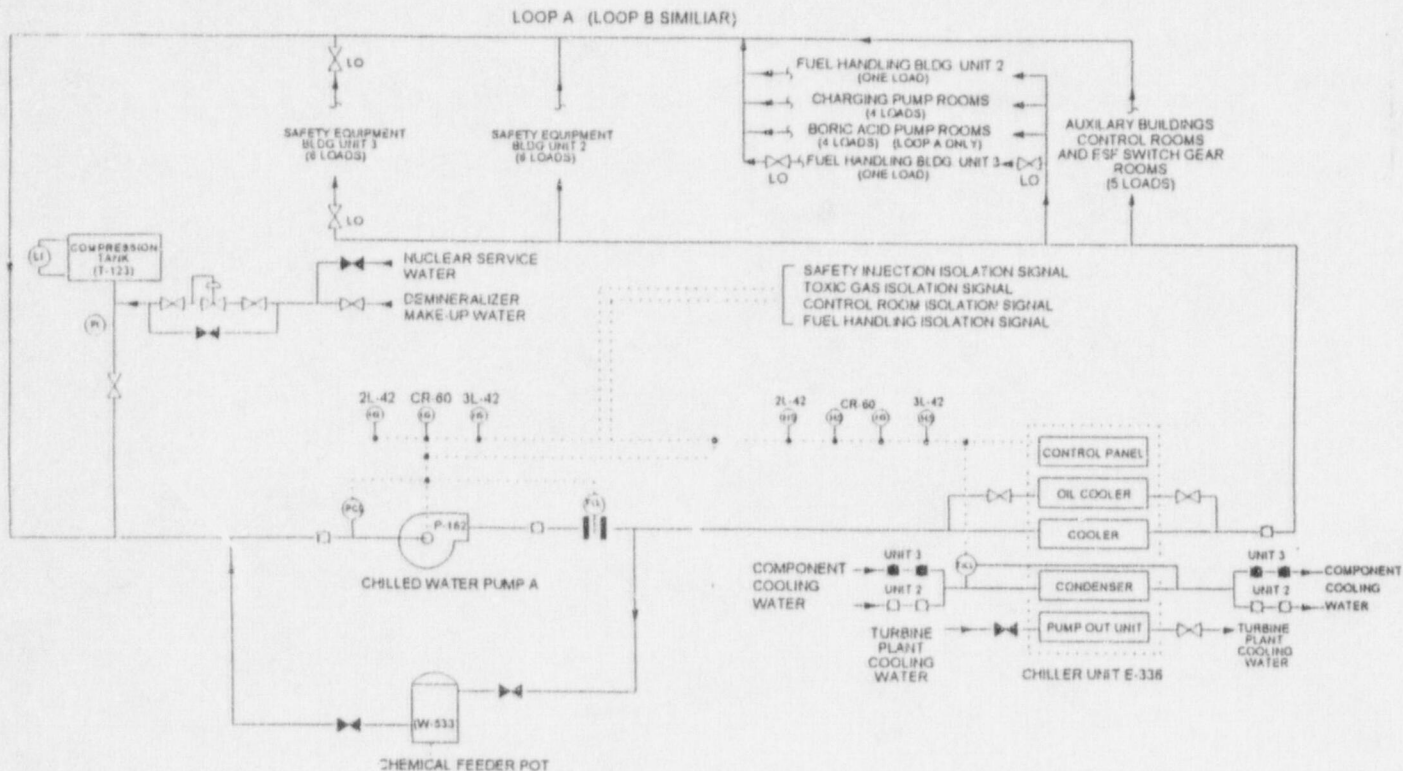 LOOP A (LOOP B SIMILIAR)
LO
SAFETY EQUIPMENT
BLDG UNIT 3
(6 LOADS)
LO
SAFETY EQUIPMENT
BLDG UNIT 2
(6 LOADS)
FUEL HANDLING BLDG UNIT 2
(ONE LOAD)
CHARGING PUMP ROOMS
(4 LOADS)
BORIC ACID PUMP ROOMS
(4 LOADS) (LOOP A ONLY)
FUEL HANDLING BLDG UNIT 3
(ONE LOAD)
LO
LO
AUXILARY BUILDINGS
CONTROL ROOMS
AND ESF SWITCH GEAR
ROOMS
(5 LOADS)
LI
COMPRESSION
TANK
(T-123)
PI
NUCLEAR SERVICE
WATER
DEMINERALIZER
MAKE-UP WATER
SAFETY INJECTION ISOLATION SIGNAL
TOXIC GAS ISOLATION SIGNAL
CONTROL ROOM ISOLATION SIGNAL
FUEL HANDLING ISOLATION SIGNAL
2L-42 CR-60 3L-42
2L-42 CR-60 3L-42
P-162
CHILLED WATER PUMP A
CONTROL PANEL
OIL COOLER
COOLER
CONDENSER
PUMP OUT UNIT
CHILLER UNIT E-336
COMPONENT
COOLING
WATER
UNIT 3
UNIT 2
TURBINE
PLANT
COOLING
WATER
UNIT 3
UNIT 2
COMPONENT
COOLING
WATER
TURBINE
PLANT
COOLING
WATER
(W-533
CHEMICAL FEEDER POT